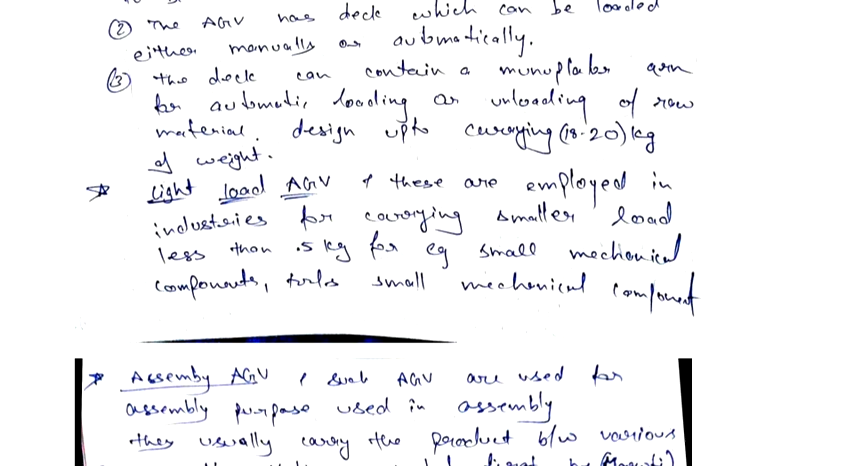 ② The AGV has deck which can be loaded
either manually or automatically.
③ the deck can contain a munuplater arm
for automatic loading or unloading of raw
material. design upto carrying (18-20) kg
of weight.
* Light load AGV : these are employed in
industries for carrying smaller load
less than .5 kg for eg small mechanical
components, tools small mechanical component
* Assemby AGV : such AGV are used for
assembly purpose used in assembly
they usually carry the product b/w various